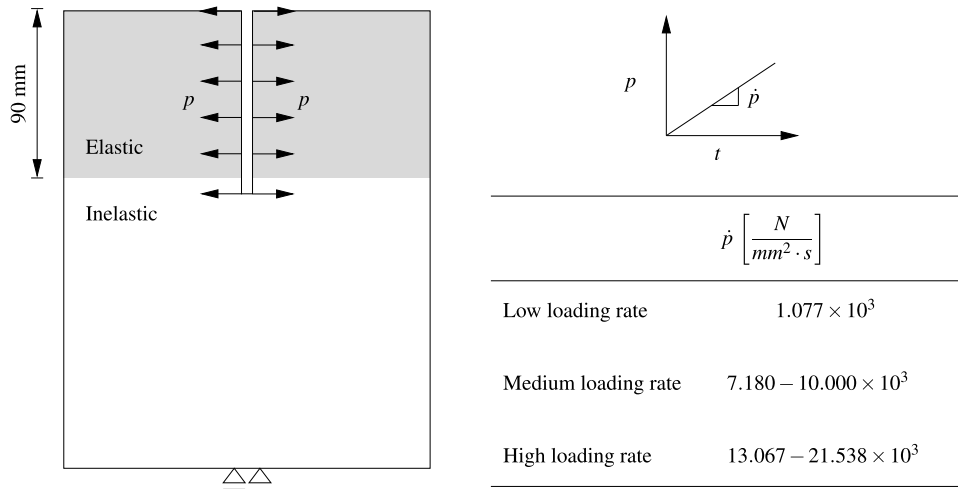 90 mm
p p
Elastic
Inelastic
p
ṗ
t
ṗ [N / mm² · s]
Low loading rate 1.077 × 10³
Medium loading rate 7.180 − 10.000 × 10³
High loading rate 13.067 − 21.538 × 10³